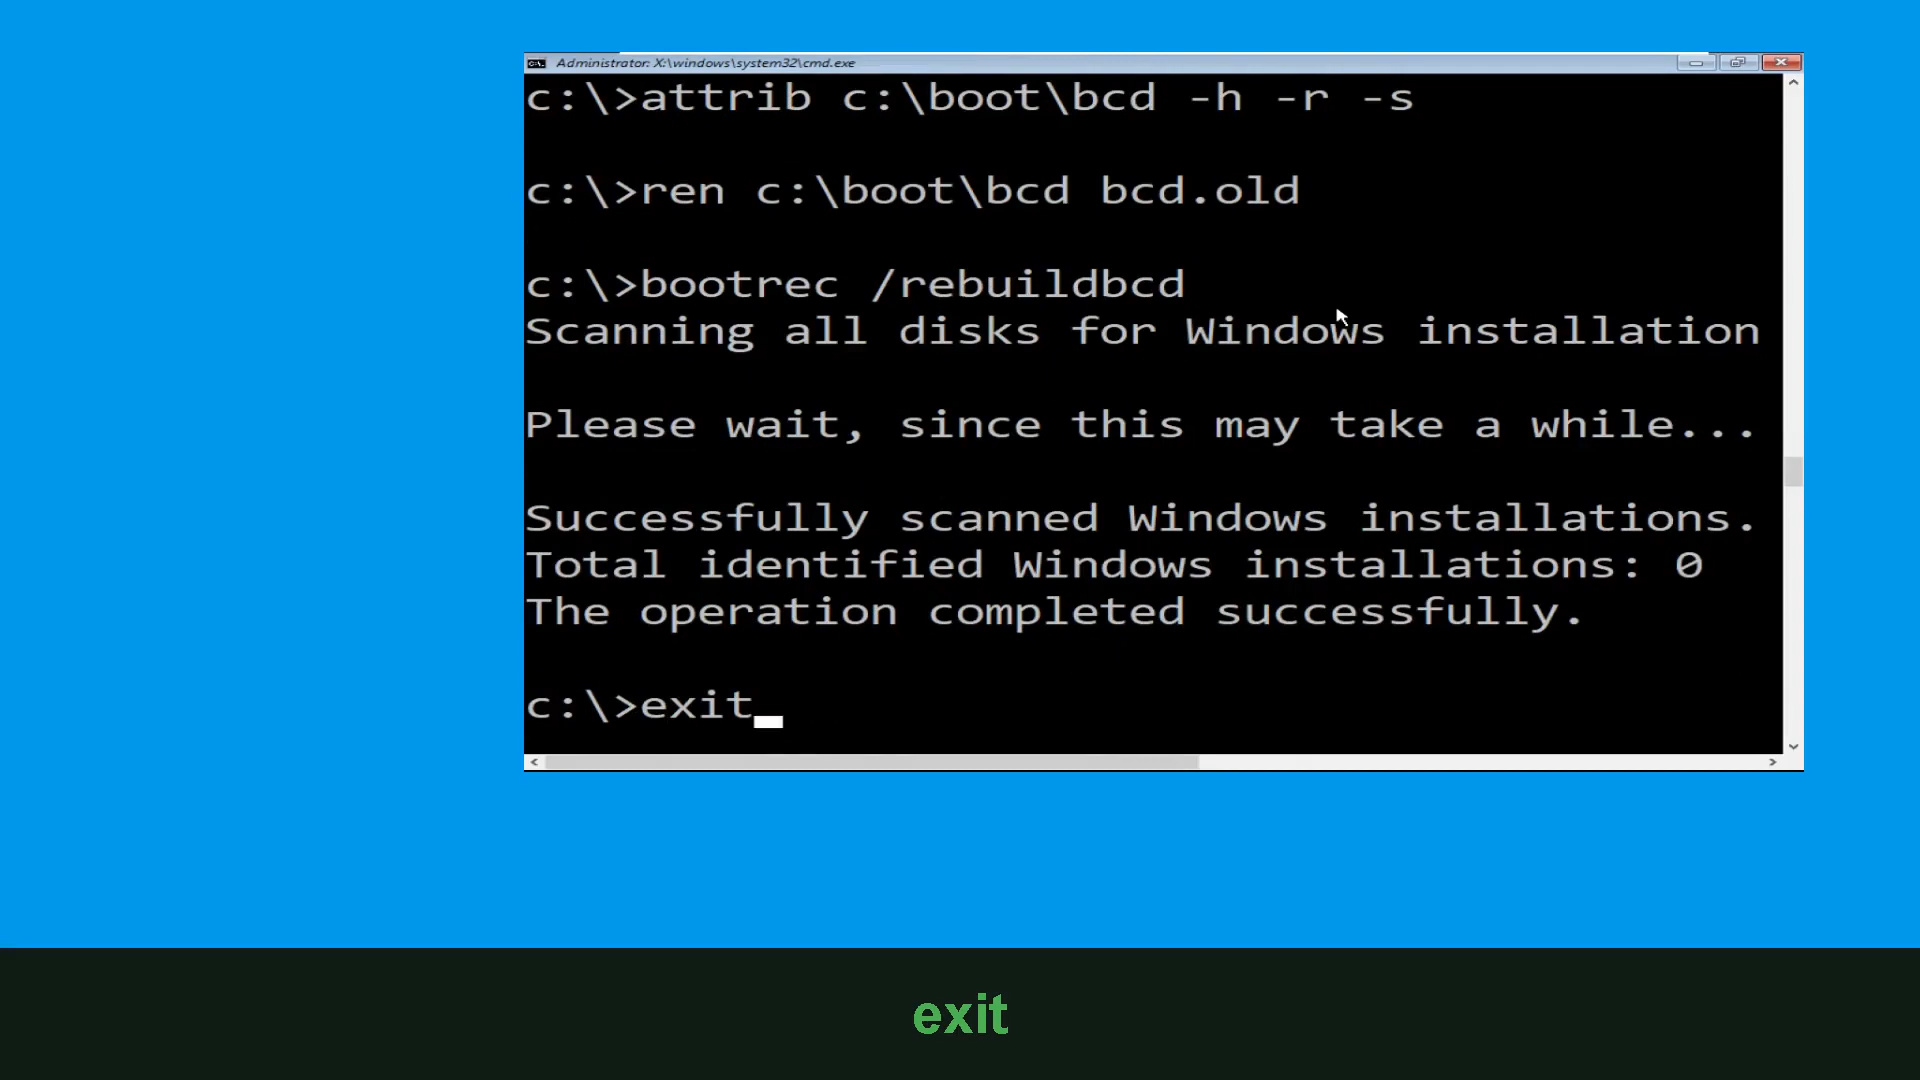 Administrator: X:\windows\system32\cmd.exe
c:\>attrib c:\boot\bcd -h -r -s
c:\>ren c:\boot\bcd bcd.old
c:\>bootrec /rebuildbcd
Scanning all disks for Windows installation
Please wait, since this may take a while...
Successfully scanned Windows installations.
Total identified Windows installations: 0
The operation completed successfully.
c:\>exit
exit